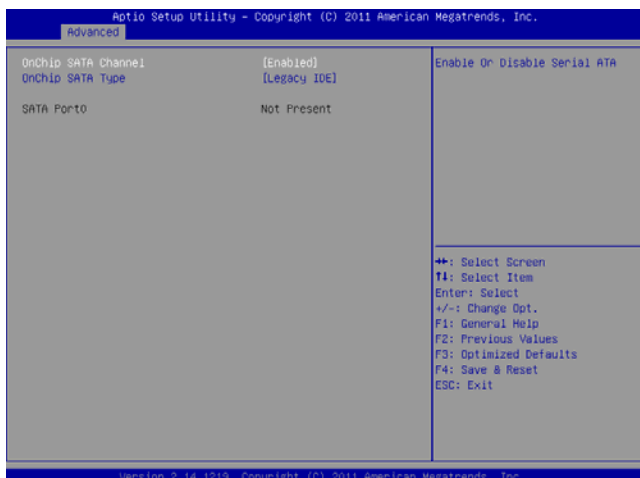 Aptio Setup Utility – Copyright (C) 2011 American Megatrends, Inc.
Advanced
OnChip SATA Channel [Enabled]
OnChip SATA Type [Legacy IDE]
SATA Port0 Not Present
Enable Or Disable Serial ATA
→←: Select Screen
↑↓: Select Item
Enter: Select
+/-: Change Opt.
F1: General Help
F2: Previous Values
F3: Optimized Defaults
F4: Save & Reset
ESC: Exit
Version 2.14.1219. Copyright (C) 2011 American Megatrends, Inc.